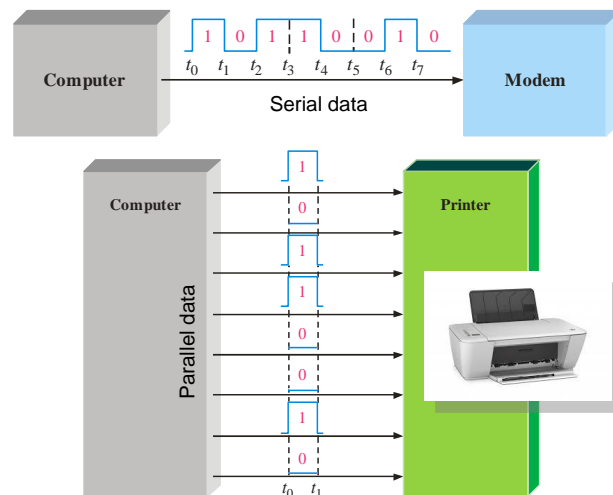 1 0 1 1 0 0 1 0
Computer
Modem
t0 t1 t2 t3 t4 t5 t6 t7
Serial data
1
Computer
Printer
0
1
1
Parallel data
0
0
1
0
t0 t1